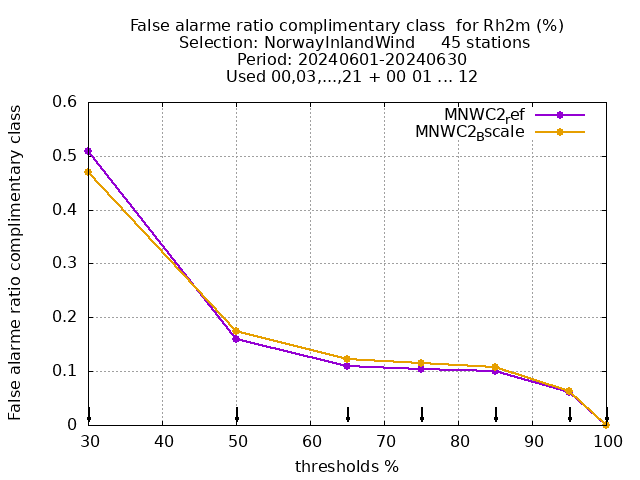 False alarme ratio complimentary class  for Rh2m (%)
Selection: NorwayInlandWind     45 stations
Period: 20240601-20240630
Used 00,03,...,21 + 00 01 ... 12
False alarme ratio complimentary class
0.6
0.5
0.4
0.3
0.2
0.1
0
MNWC2ref
MNWC2Bscale
30 40 50 60 70 80 90 100
thresholds %